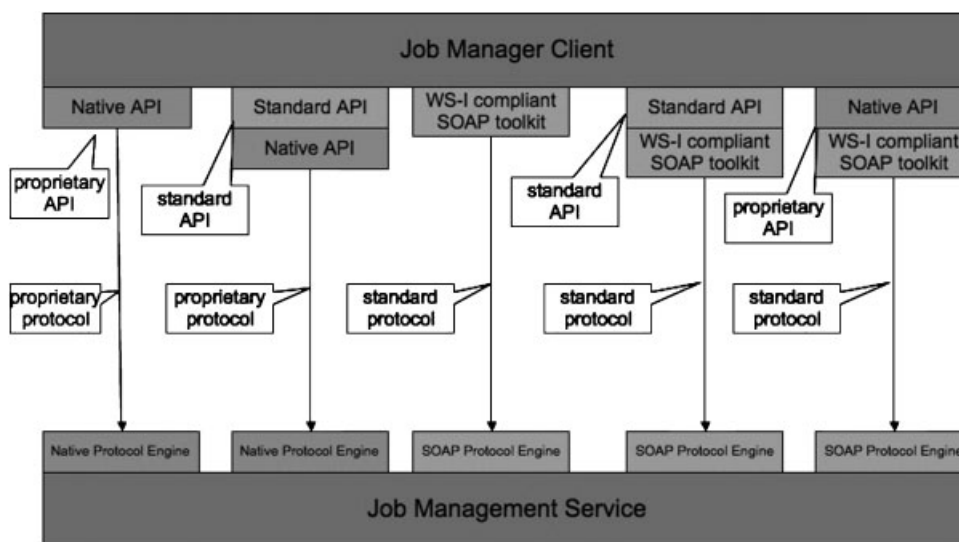 Job Manager Client
Native API
Standard API
Native API
WS-I compliant
SOAP toolkit
Standard API
WS-I compliant
SOAP toolkit
Native API
WS-I compliant
SOAP toolkit
proprietary
API
standard
API
standard
API
proprietary
API
proprietary
protocol
proprietary
protocol
standard
protocol
standard
protocol
standard
protocol
Native Protocol Engine
Native Protocol Engine
SOAP Protocol Engine
SOAP Protocol Engine
SOAP Protocol Engine
Job Management Service